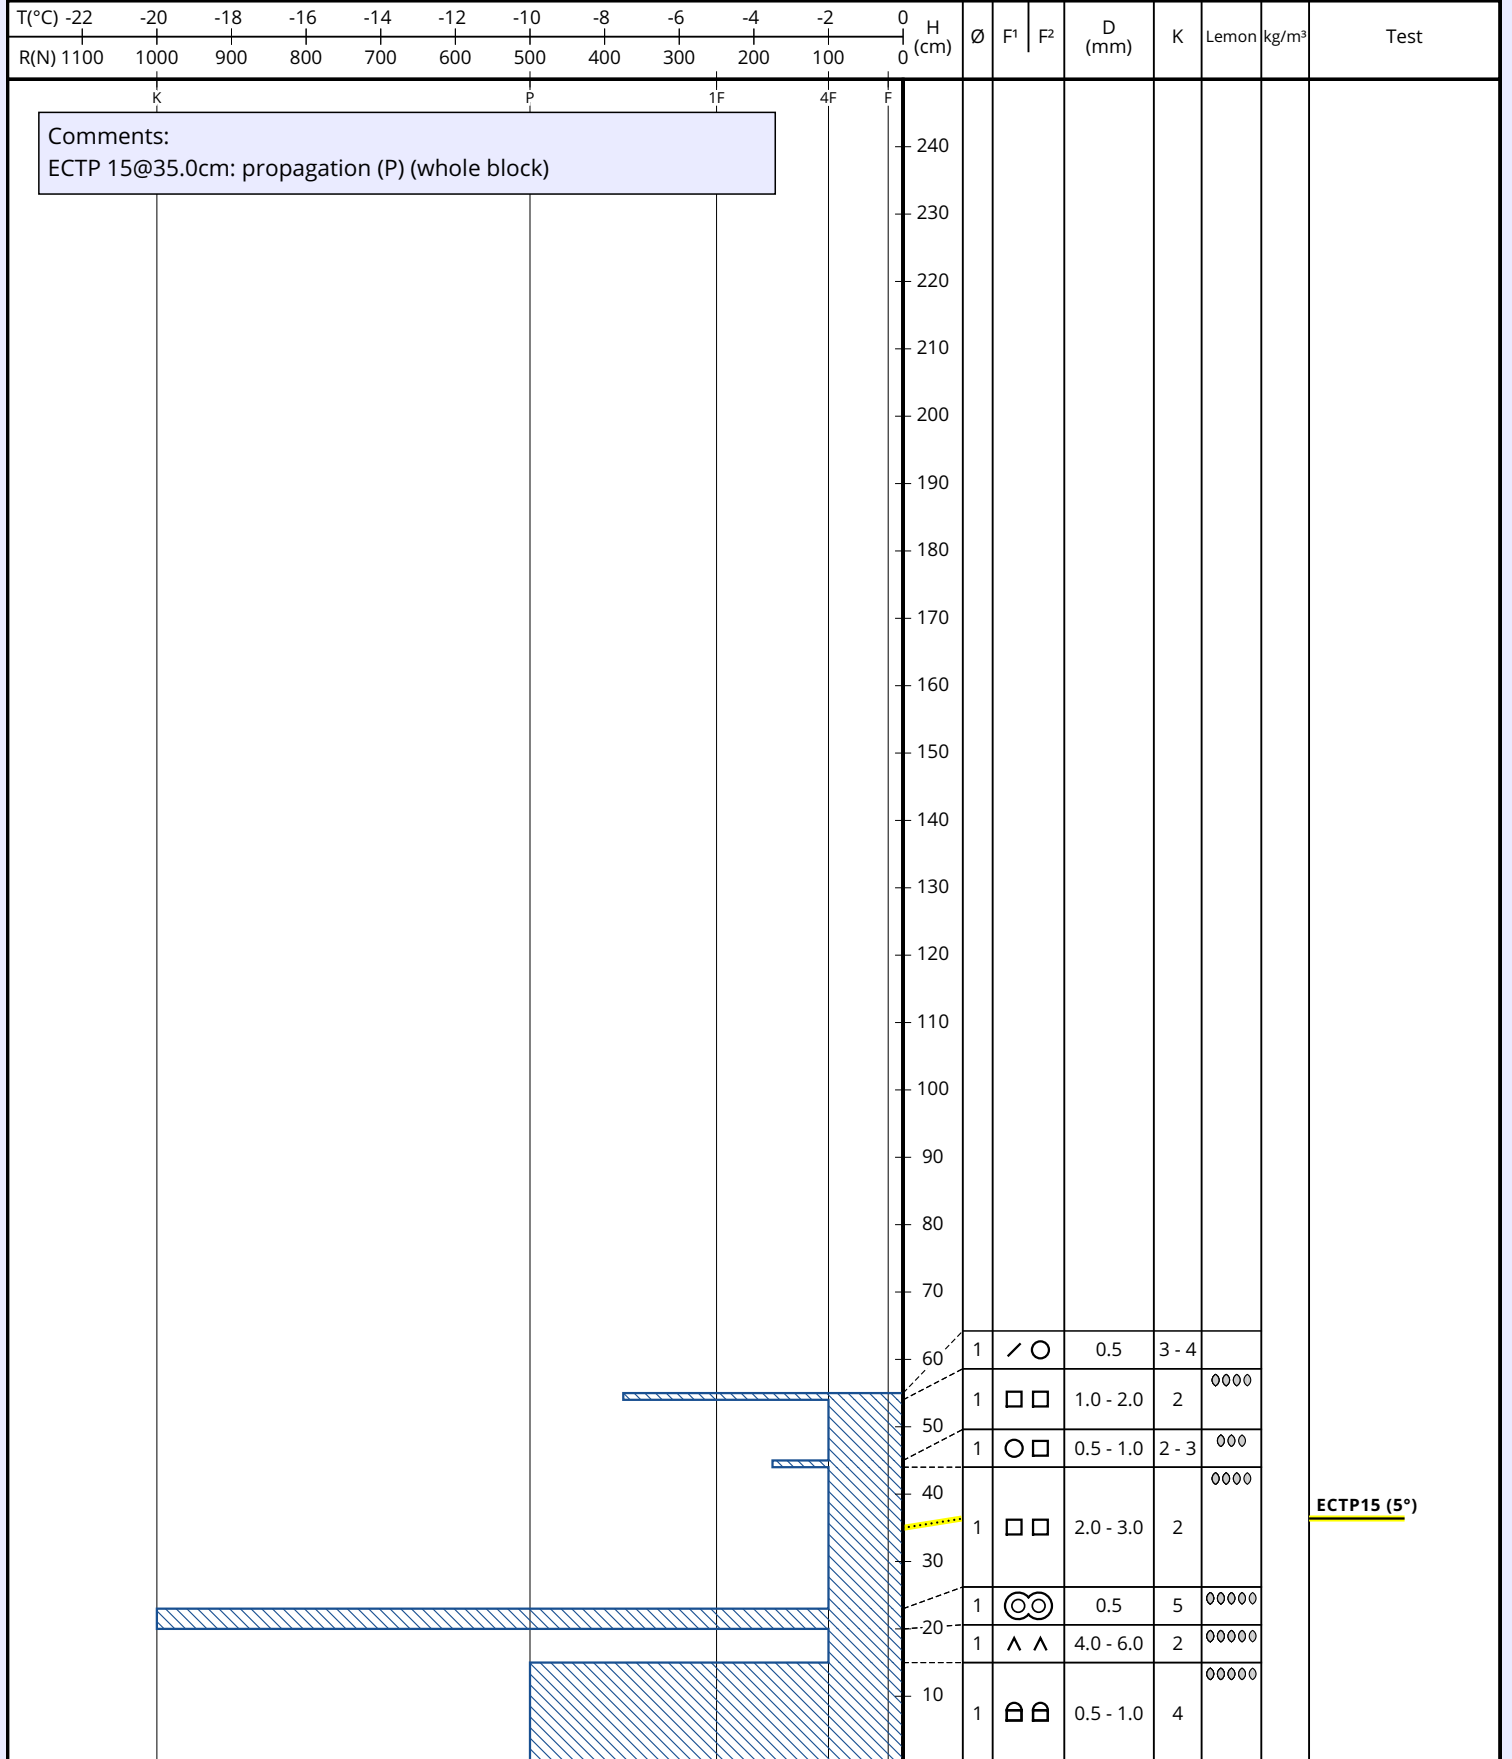 T(°C) -22 -20 -18 -16 -14 -12 -10 -8 -6 -4 -2 0
R(N) 1100 1000 900 800 700 600 500 400 300 200 100 0
H (cm) Ø F¹ F² D (mm) K Lemon kg/m³ Test
K P 1F 4F F
Comments:
ECTP 15@35.0cm: propagation (P) (whole block)
240
230
220
210
200
190
180
170
160
150
140
130
120
110
100
90
80
70
60
50
40
30
20
10
1 0.5 3 - 4
1 1.0 - 2.0 2
1 0.5 - 1.0 2 - 3
1 2.0 - 3.0 2
ECTP15 (5°)
1 0.5 5
1 4.0 - 6.0 2
1 0.5 - 1.0 4